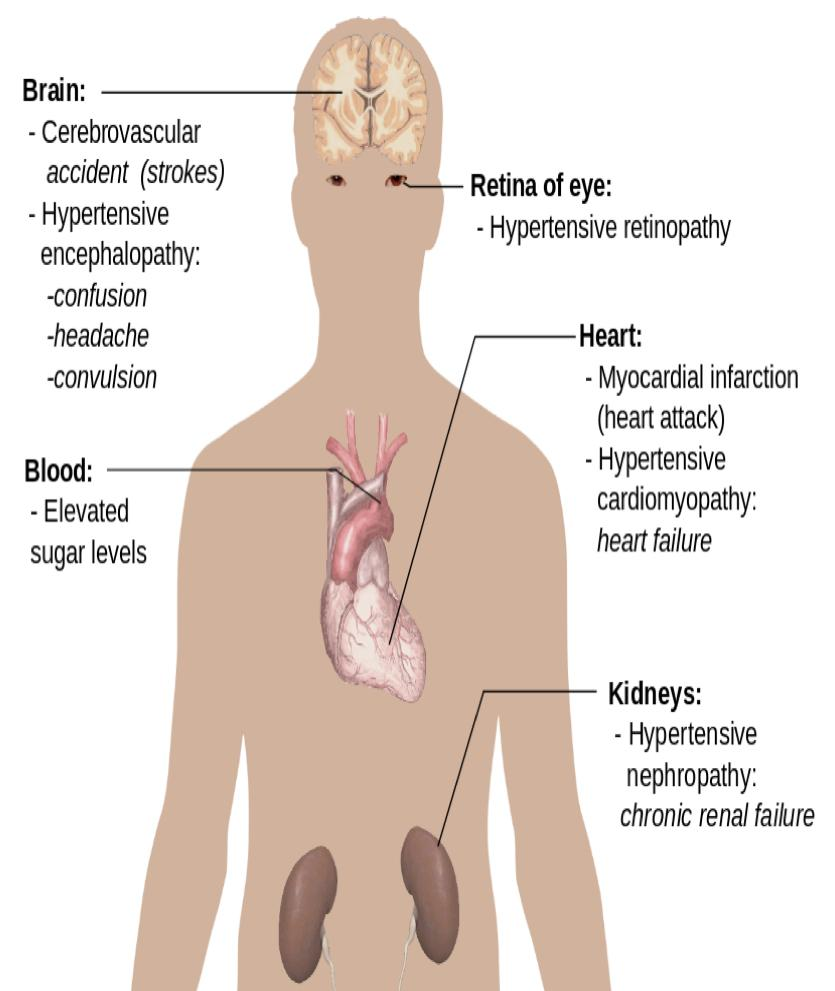 Brain:
- Cerebrovascular
accident (strokes)
- Hypertensive
encephalopathy:
-confusion
-headache
-convulsion
Retina of eye:
- Hypertensive retinopathy
Heart:
- Myocardial infarction
(heart attack)
- Hypertensive
cardiomyopathy:
heart failure
Blood:
- Elevated
sugar levels
Kidneys:
- Hypertensive
nephropathy:
chronic renal failure